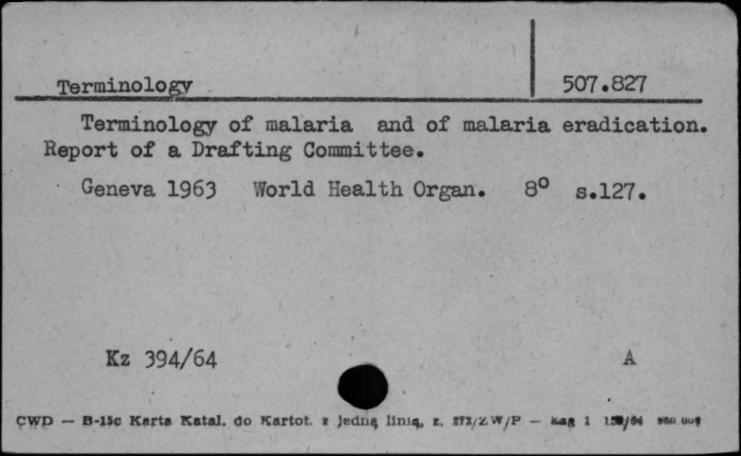 Terminology 507.827
Terminology of malaria and of malaria eradication.
Report of a Drafting Committee.
Geneva 1963 World Health Organ. 8° s.127.
Kz 394/64 A
CWD — B-15c Karta Katal. do Kartot. z jedną linią, z. /ZW/P —